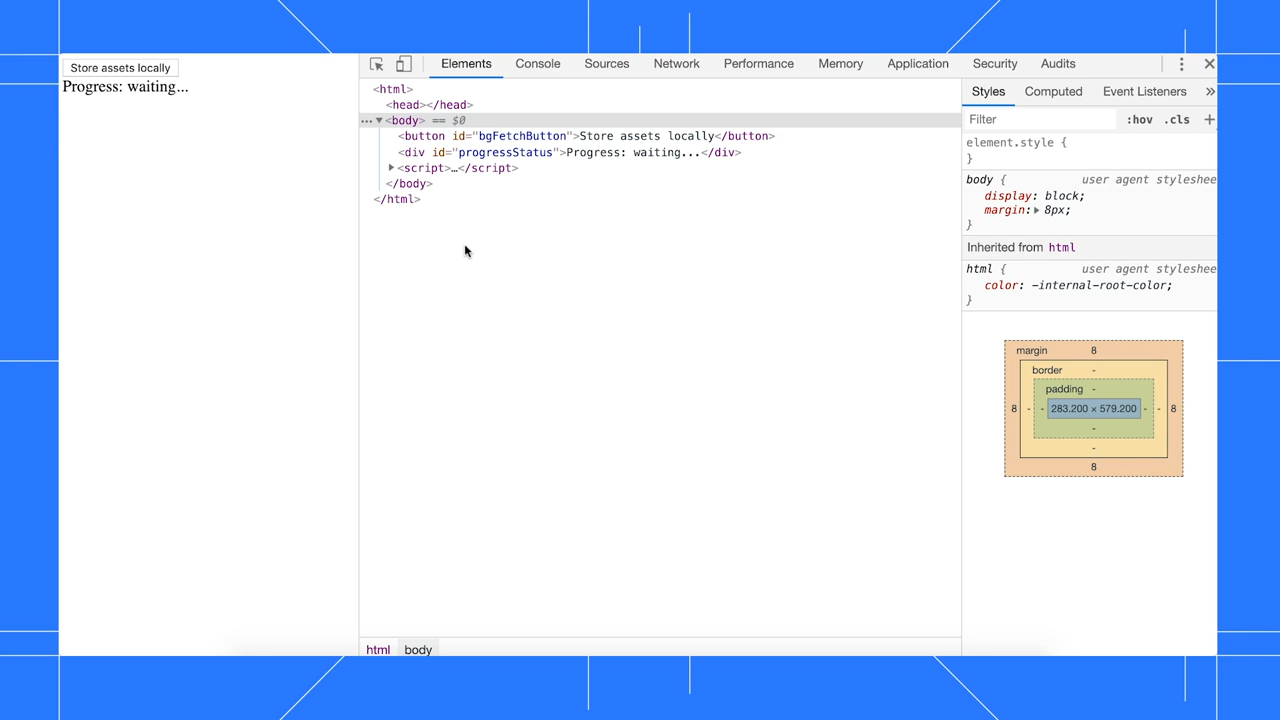 Store assets locally
Progress: waiting...
Elements Console Sources Network Performance Memory Application Security Audits
<html>
<head></head>
<body> == $0
<button id="bgFetchButton">Store assets locally</button>
<div id="progressStatus">Progress: waiting...</div>
<script>…</script>
</body>
</html>
html body
Styles Computed Event Listeners »
Filter :hov .cls +
element.style {
}
body { user agent styleshee
display: block;
margin: 8px;
}
Inherited from html
html { user agent styleshee
color: -internal-root-color;
}
margin 8
border -
padding -
8 - - 283.200 × 579.200 - - 8
-
-
8